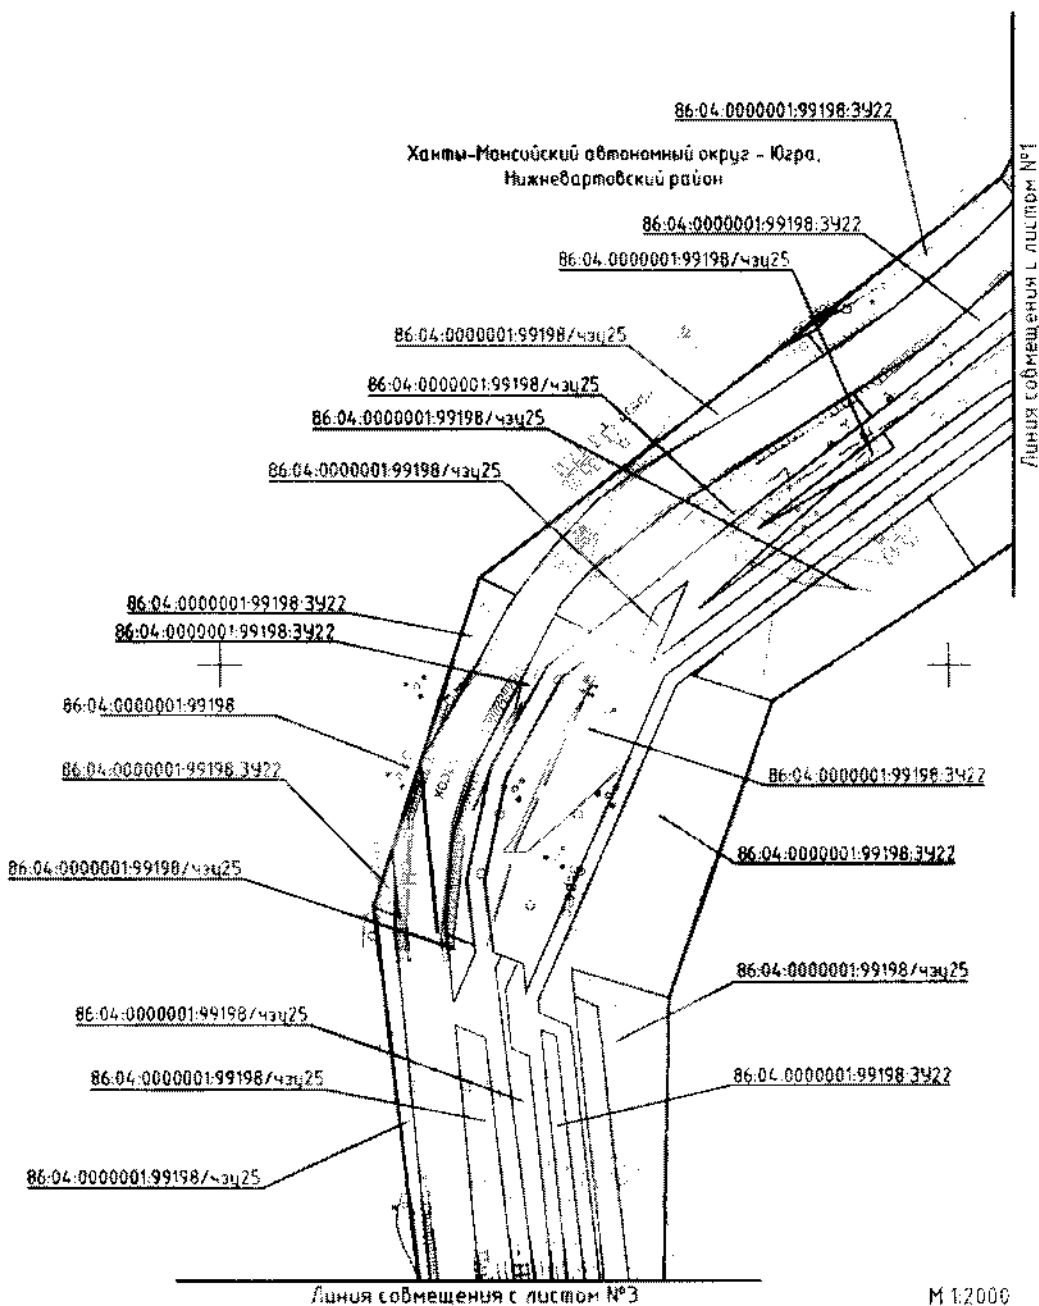 86:04:0000001:99198:ЗУ22
Ханты-Мансийский автономный округ - Югра,
Нижневартовский район
Линия совмещения с листом №1
86:04:0000001:99198:ЗУ22
86:04:0000001:99198/чзу25
86:04:0000001:99198/чзу25
86:04:0000001:99198/чзу25
86:04:0000001:99198/чзу25
86:04:0000001:99198/чзу25
86:04:0000001:99198:ЗУ22
86:04:0000001:99198:ЗУ22
86:04:0000001:99198
86:04:0000001:99198:ЗУ22
86:04:0000001:99198:ЗУ22
86:04:0000001:99198:ЗУ22
86:04:0000001:99198/чзу25
86:04:0000001:99198/чзу25
86:04:0000001:99198/чзу25
86:04:0000001:99198/чзу25
86:04:0000001:99198:ЗУ22
86:04:0000001:99198/чзу25
Линия совмещения с листом №3
М 1:2000